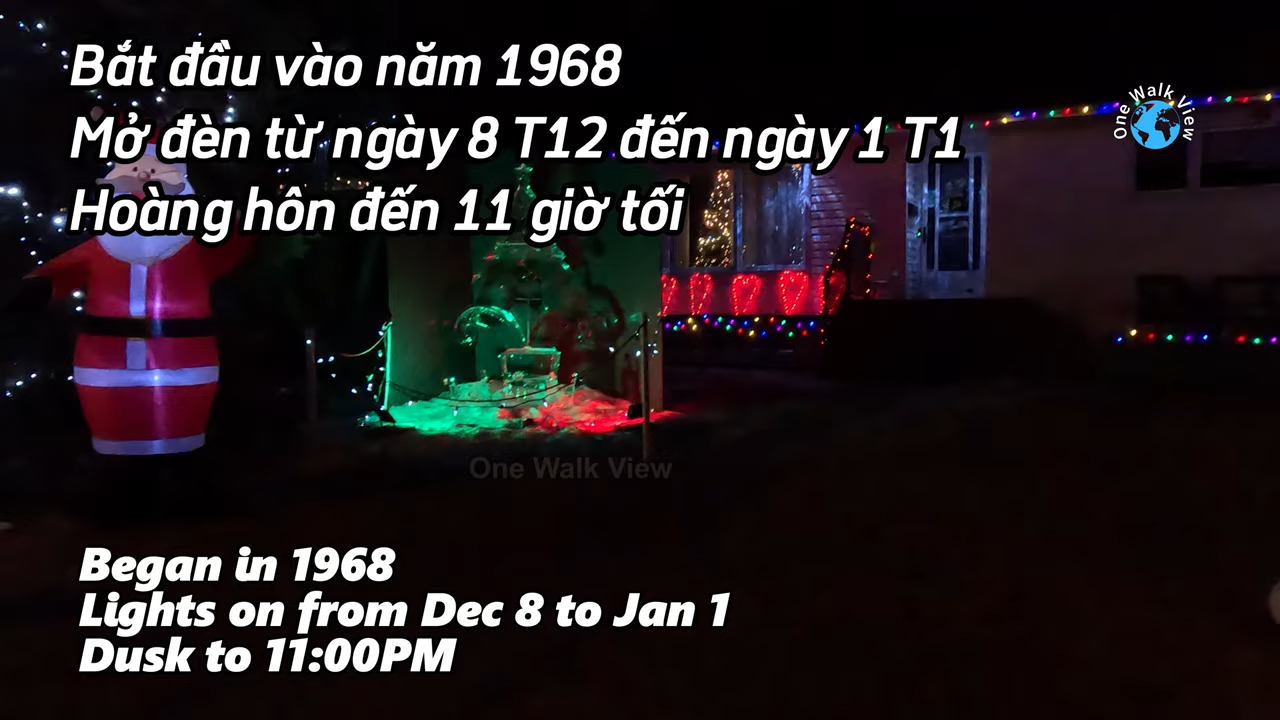 Bắt đầu vào năm 1968
Mở đèn từ ngày 8 T12 đến ngày 1 T1
Hoàng hôn đến 11 giờ tối
One Walk View
One Walk View
Began in 1968
Lights on from Dec 8 to Jan 1
Dusk to 11:00PM